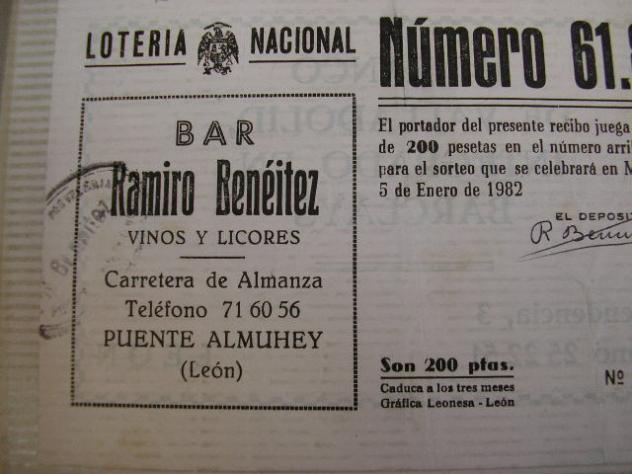 LOTERIA NACIONAL
Número 61.
BAR
Ramiro Benéitez
VINOS Y LICORES
Carretera de Almanza
Teléfono 71 60 56
PUENTE ALMUHEY
(León)
El portador del presente recibo juega
de 200 pesetas en el número arri
para el sorteo que se celebrará en M
5 de Enero de 1982
EL DEPOSIT
Son 200 ptas.
Caduca a los tres meses
Gráfica Leonesa - León
Nº